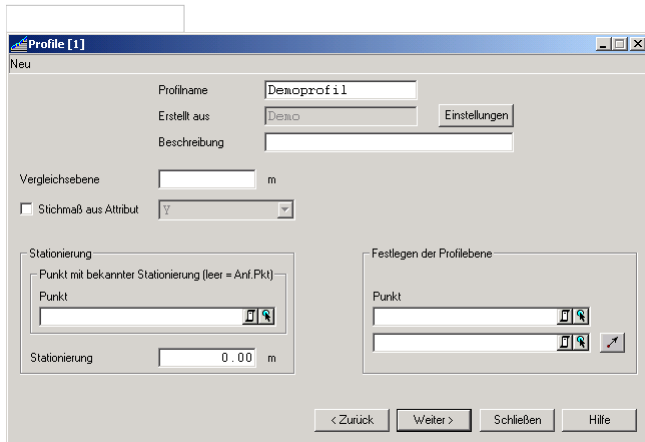 Profile [1]
Neu
Profilname Demoprofil
Erstellt aus Demo Einstellungen
Beschreibung
Vergleichsebene m
Stichmaß aus Attribut Y
Stationierung
Punkt mit bekannter Stationierung (leer = Anf.Pkt)
Punkt
Stationierung 0.00 m
Festlegen der Profilebene
Punkt
< Zurück Weiter > Schließen Hilfe